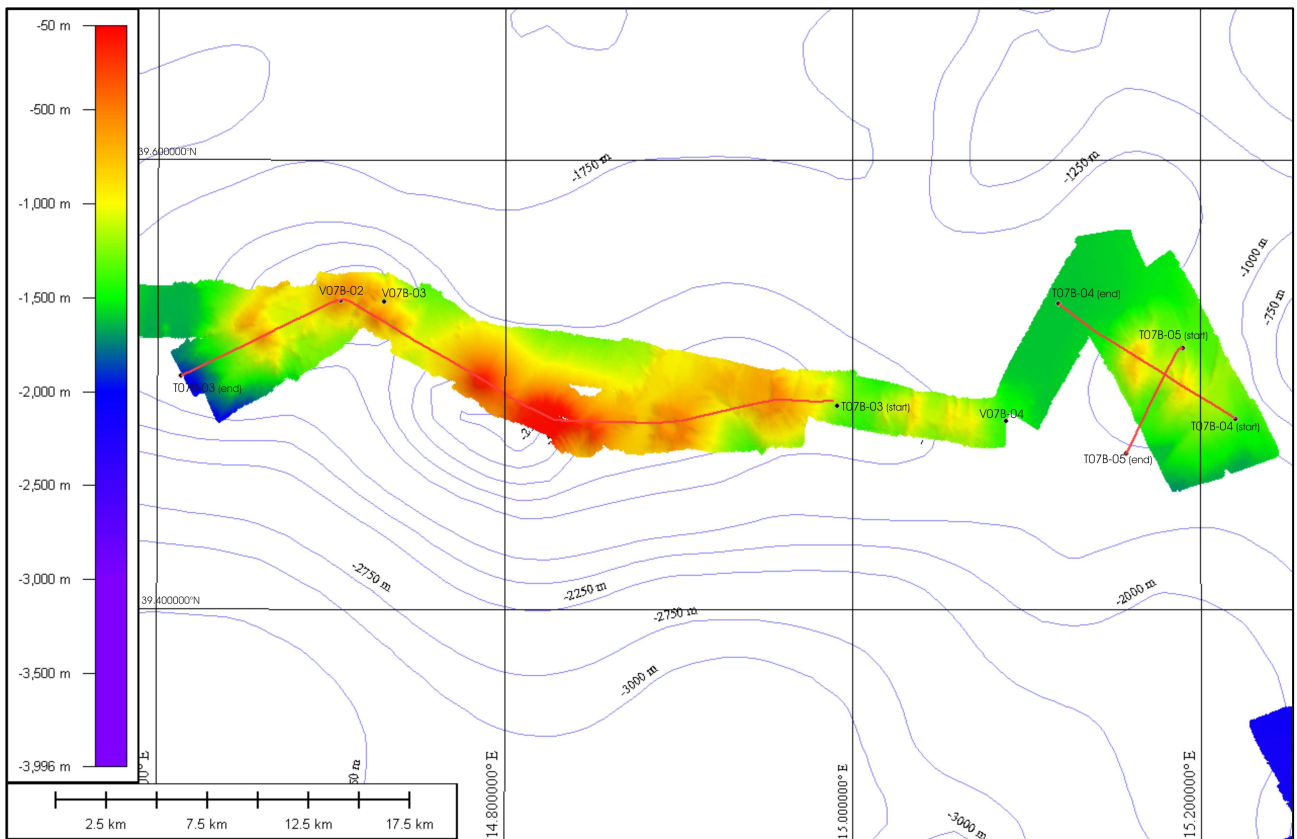 -50 m
-500 m
-1,000 m
-1,500 m
-2,000 m
-2,500 m
-3,000 m
-3,500 m
-3,996 m
2.5 km 7.5 km 12.5 km 17.5 km
39.600000°N
-1750 m
-1250 m
-1000 m
-750 m
V07B-02
V07B-03
T07B-04 (end)
T07B-05 (start)
T07B-03 (end)
T07B-03 (start)
V07B-04
T07B-04 (start)
T07B-05 (end)
39.400000°N
-2750 m
-2250 m
-2750 m
-2000 m
-3000 m
-3000 m
14.800000° E
15.000000° E
15.200000° E